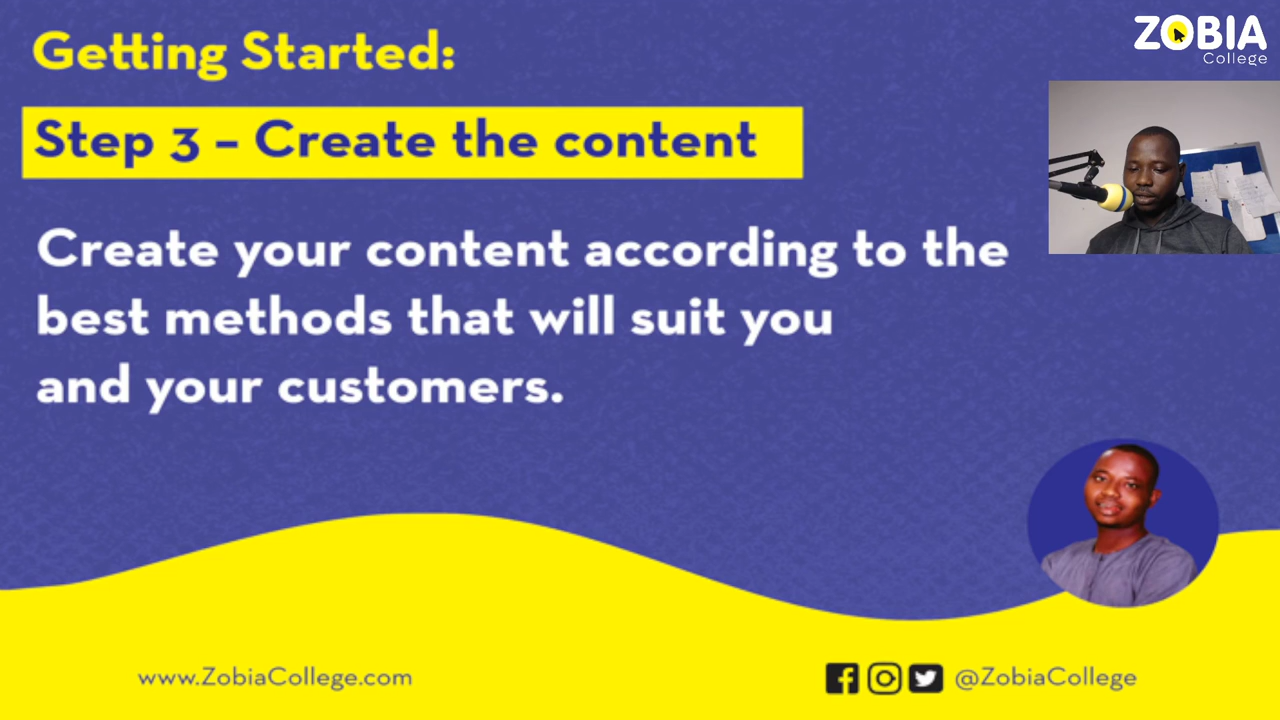 Getting Started:
ZOBIA
College
Step 3 – Create the content
Create your content according to the
best methods that will suit you
and your customers.
www.ZobiaCollege.com
@ZobiaCollege